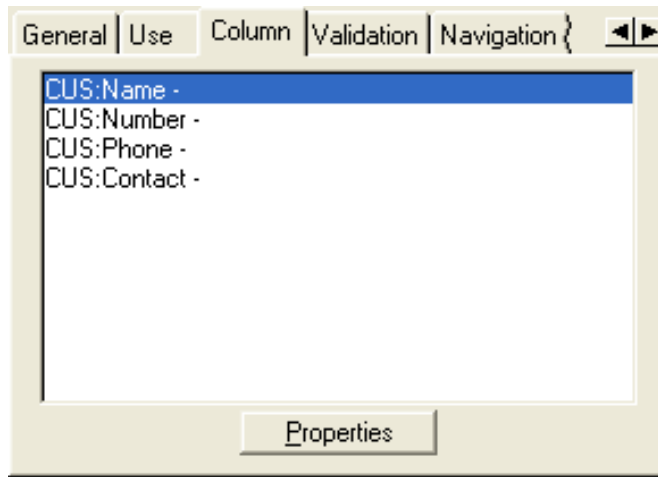 General Use Column Validation Navigation
CUS:Name -
CUS:Number -
CUS:Phone -
CUS:Contact -
Properties